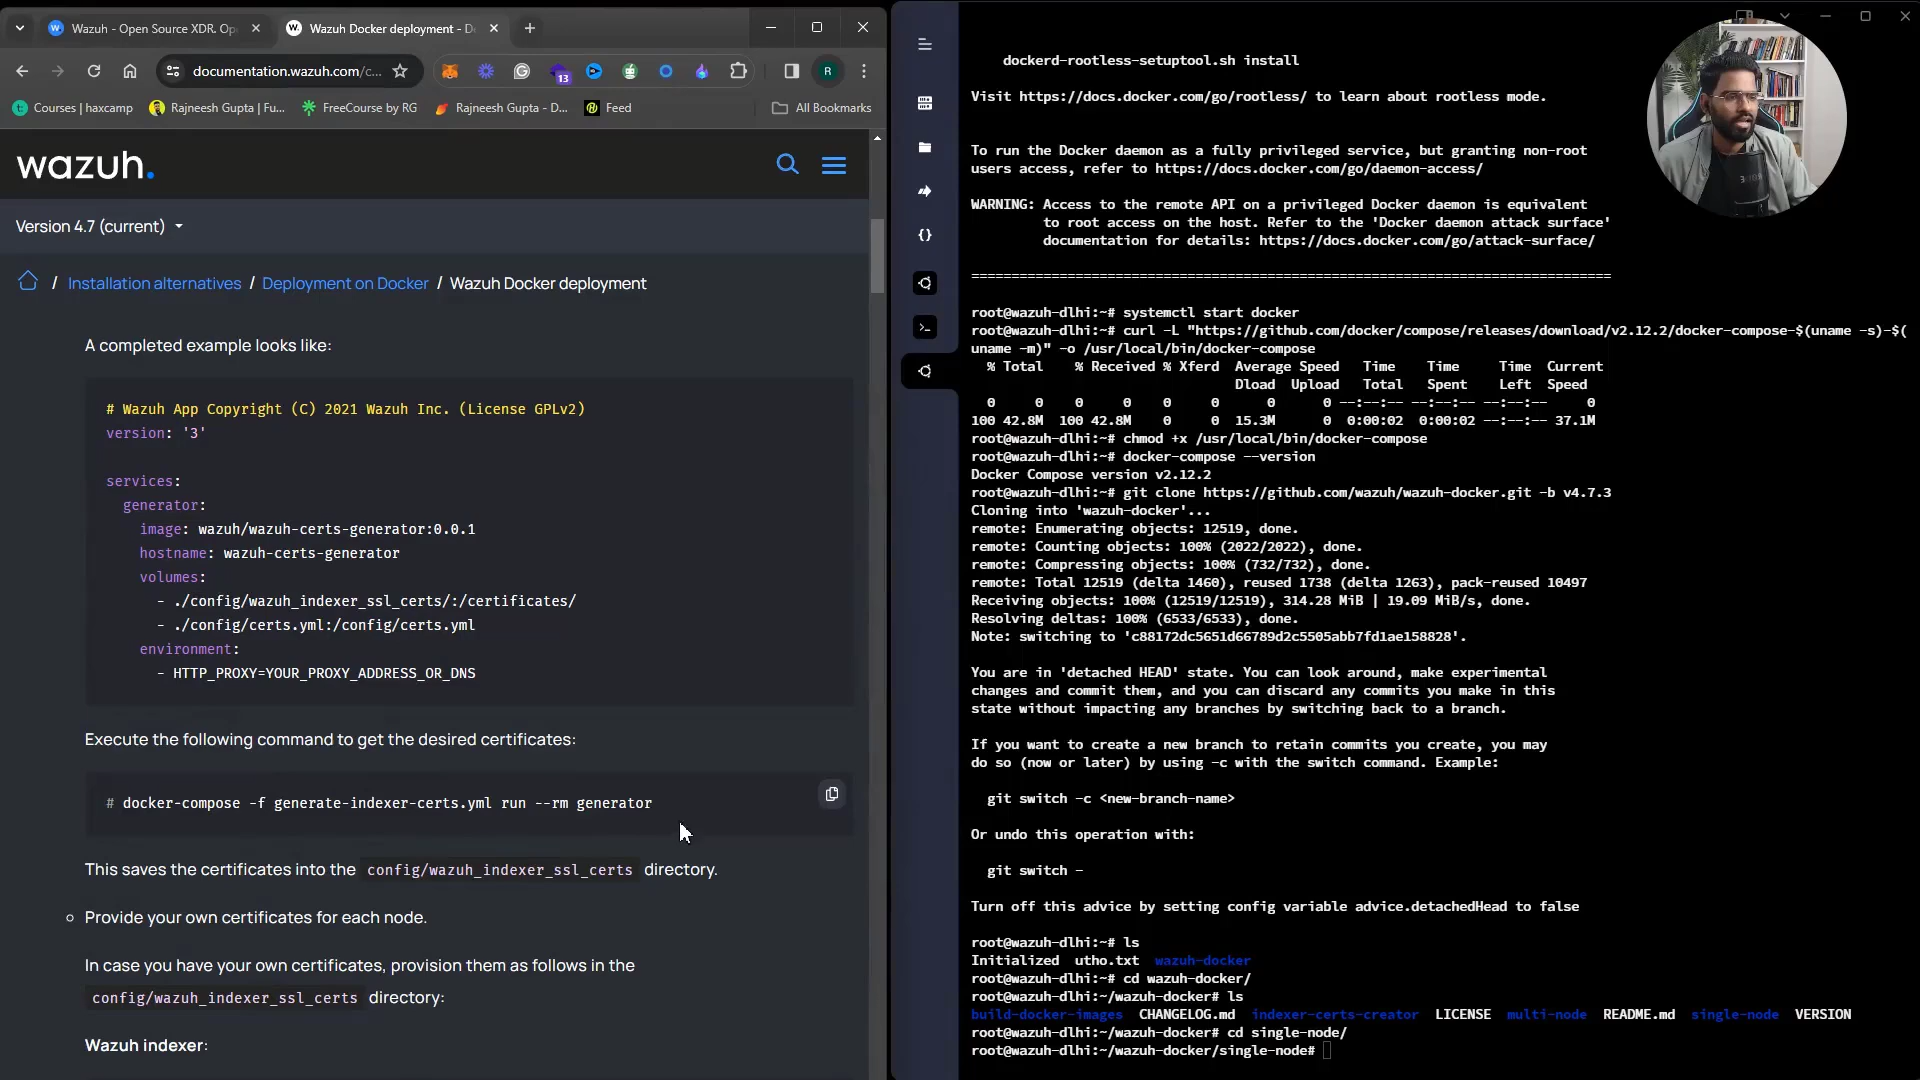 Wazuh - Open Source XDR. Op
Wazuh Docker deployment - D
documentation.wazuh.com/c...
13
R
Courses | haxcamp
Rajneesh Gupta | Fu...
FreeCourse by RG
Rajneesh Gupta - D...
Feed
All Bookmarks
wazuh.
Version 4.7 (current)
/ Installation alternatives / Deployment on Docker / Wazuh Docker deployment
A completed example looks like:
# Wazuh App Copyright (C) 2021 Wazuh Inc. (License GPLv2)
version: '3'
services:
generator:
image: wazuh/wazuh-certs-generator:0.0.1
hostname: wazuh-certs-generator
volumes:
- ./config/wazuh_indexer_ssl_certs/:/certificates/
- ./config/certs.yml:/config/certs.yml
environment:
- HTTP_PROXY=YOUR_PROXY_ADDRESS_OR_DNS
Execute the following command to get the desired certificates:
# docker-compose -f generate-indexer-certs.yml run --rm generator
This saves the certificates into the config/wazuh_indexer_ssl_certs directory.
Provide your own certificates for each node.
In case you have your own certificates, provision them as follows in the
config/wazuh_indexer_ssl_certs directory:
Wazuh indexer:
dockerd-rootless-setuptool.sh install
Visit https://docs.docker.com/go/rootless/ to learn about rootless mode.
To run the Docker daemon as a fully privileged service, but granting non-root
users access, refer to https://docs.docker.com/go/daemon-access/
WARNING: Access to the remote API on a privileged Docker daemon is equivalent
to root access on the host. Refer to the 'Docker daemon attack surface'
documentation for details: https://docs.docker.com/go/attack-surface/
================================================================================
root@wazuh-dlhi:~# systemctl start docker
root@wazuh-dlhi:~# curl -L "https://github.com/docker/compose/releases/download/v2.12.2/docker-compose-$(uname -s)-$(
uname -m)" -o /usr/local/bin/docker-compose
% Total % Received % Xferd Average Speed Time Time Time Current
Dload Upload Total Spent Left Speed
0 0 0 0 0 0 0 0 --:--:-- --:--:-- --:--:-- 0
100 42.8M 100 42.8M 0 0 15.3M 0 0:00:02 0:00:02 --:--:-- 37.1M
root@wazuh-dlhi:~# chmod +x /usr/local/bin/docker-compose
root@wazuh-dlhi:~# docker-compose --version
Docker Compose version v2.12.2
root@wazuh-dlhi:~# git clone https://github.com/wazuh/wazuh-docker.git -b v4.7.3
Cloning into 'wazuh-docker'...
remote: Enumerating objects: 12519, done.
remote: Counting objects: 100% (2022/2022), done.
remote: Compressing objects: 100% (732/732), done.
remote: Total 12519 (delta 1460), reused 1738 (delta 1263), pack-reused 10497
Receiving objects: 100% (12519/12519), 314.28 MiB | 19.09 MiB/s, done.
Resolving deltas: 100% (6533/6533), done.
Note: switching to 'c88172dc5651d66789d2c5505abb7fd1ae158828'.
You are in 'detached HEAD' state. You can look around, make experimental
changes and commit them, and you can discard any commits you make in this
state without impacting any branches by switching back to a branch.
If you want to create a new branch to retain commits you create, you may
do so (now or later) by using -c with the switch command. Example:
git switch -c <new-branch-name>
Or undo this operation with:
git switch -
Turn off this advice by setting config variable advice.detachedHead to false
root@wazuh-dlhi:~# ls
Initialized utho.txt wazuh-docker
root@wazuh-dlhi:~# cd wazuh-docker/
root@wazuh-dlhi:~/wazuh-docker# ls
build-docker-images CHANGELOG.md indexer-certs-creator LICENSE multi-node README.md single-node VERSION
root@wazuh-dlhi:~/wazuh-docker# cd single-node/
root@wazuh-dlhi:~/wazuh-docker/single-node#